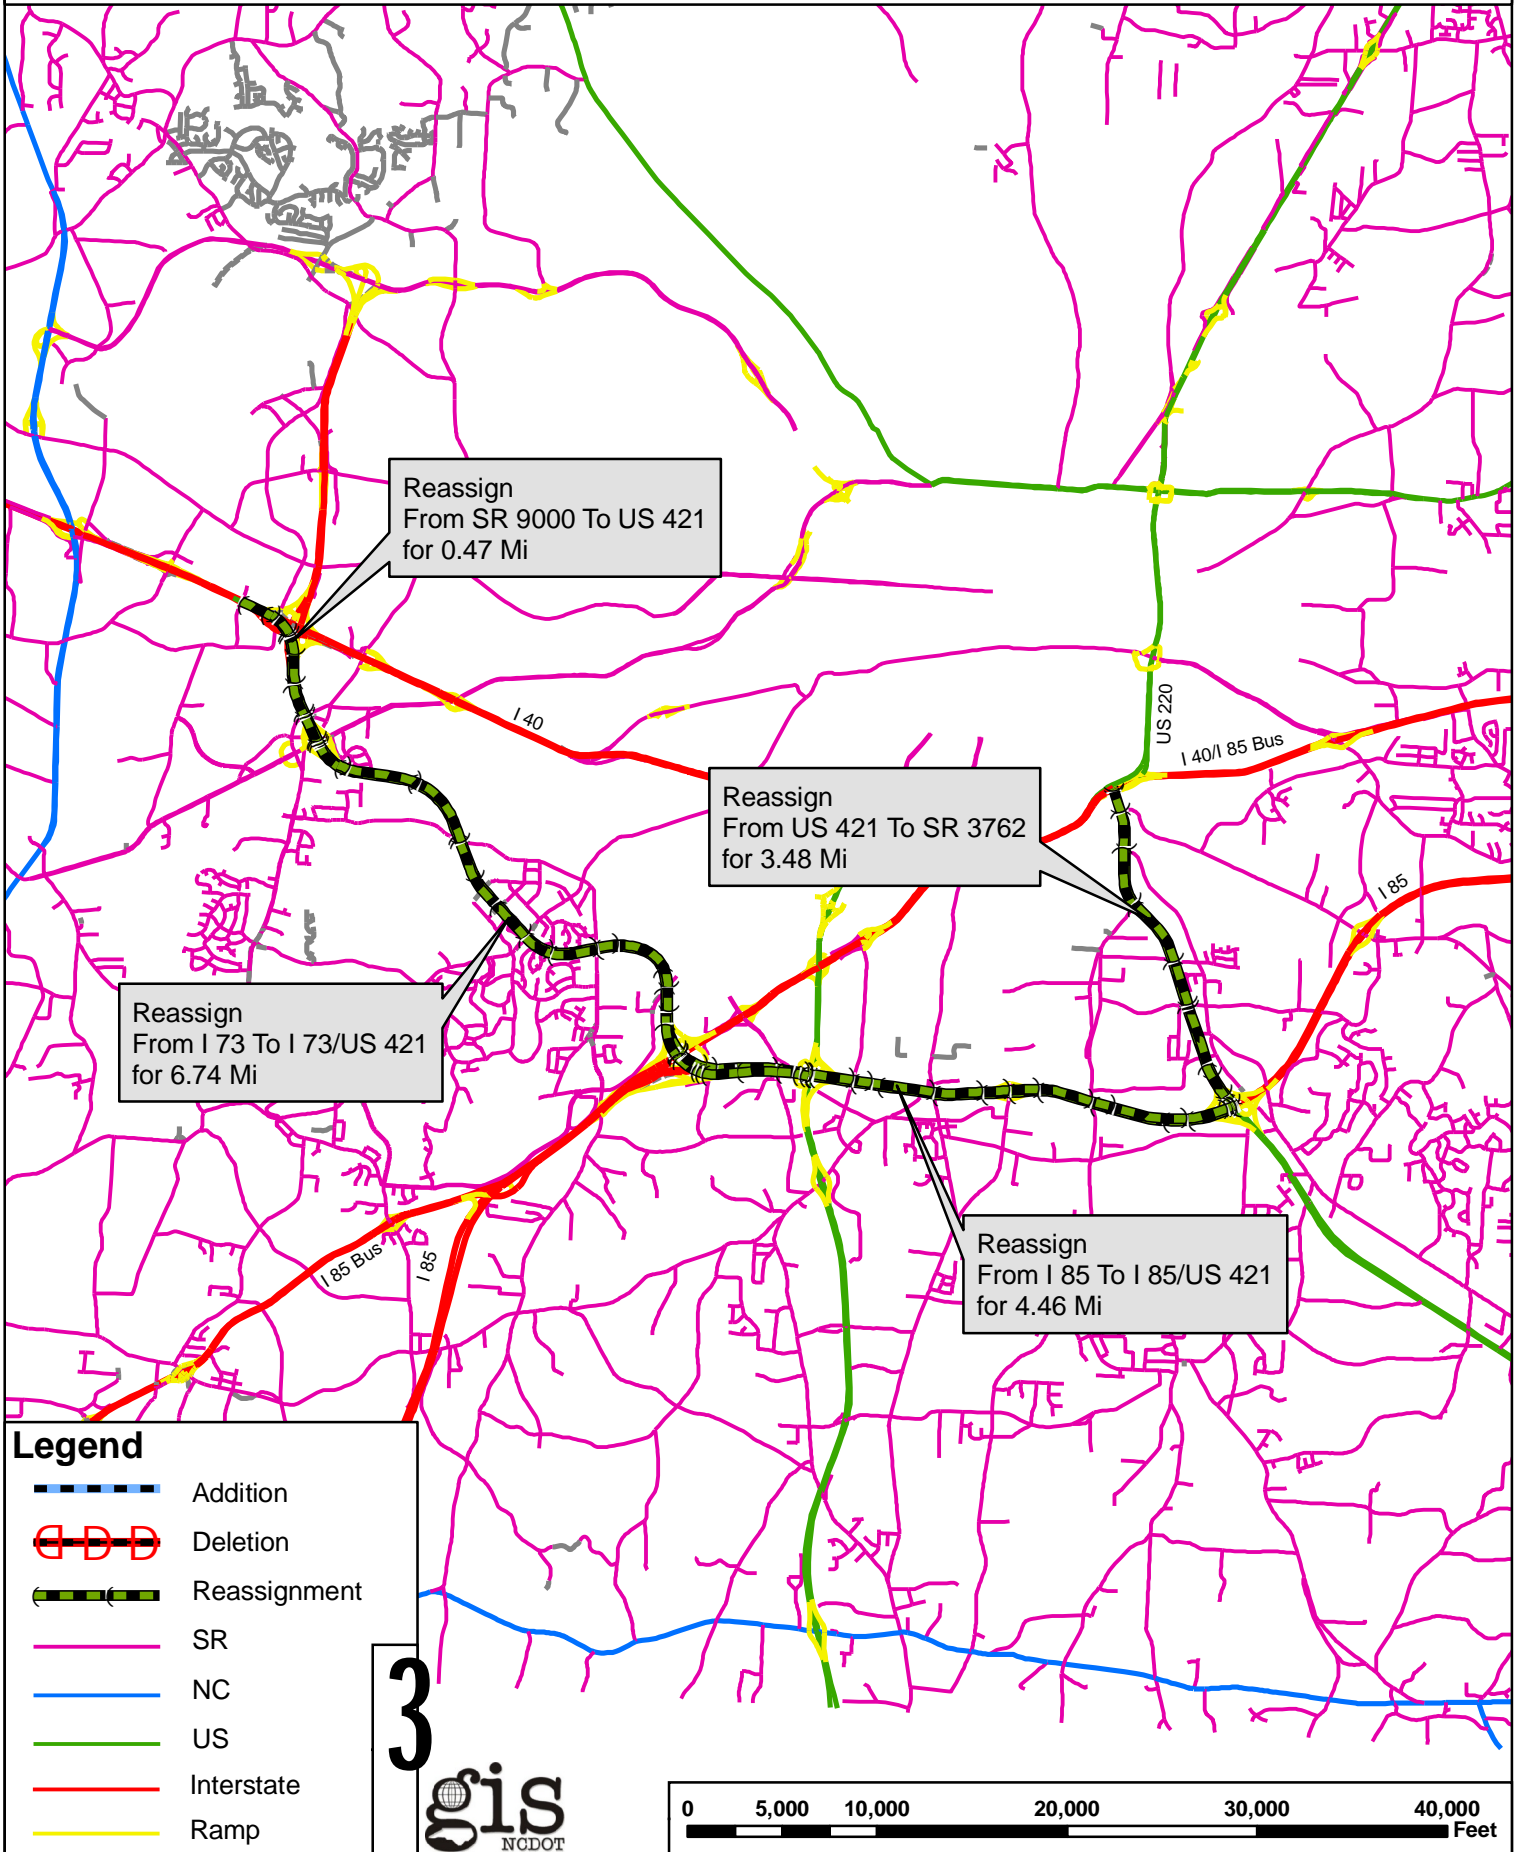 Reassign
From SR 9000 To US 421
for 0.47 Mi
I 40
US 220
I 40/I 85 Bus
Reassign
From US 421 To SR 3762
for 3.48 Mi
I 85
Reassign
From I 73 To I 73/US 421
for 6.74 Mi
Reassign
From I 85 To I 85/US 421
for 4.46 Mi
I 85 Bus
I 85
Legend
Addition
Deletion
Reassignment
SR
NC
US
Interstate
Ramp
3
gis
NCDOT
0 5,000 10,000 20,000 30,000 40,000
Feet